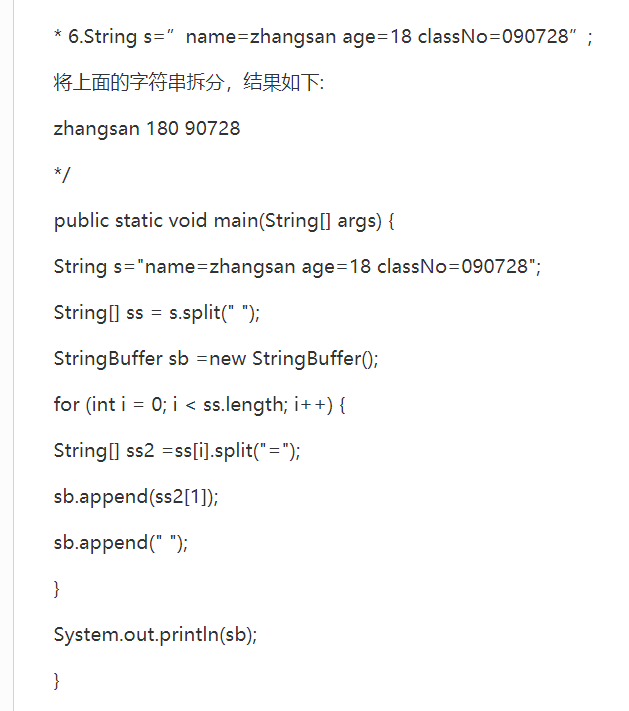 * 6.String s=”name=zhangsan age=18 classNo=090728”;
将上面的字符串拆分，结果如下:
zhangsan 180 90728
*/
public static void main(String[] args) {
String s="name=zhangsan age=18 classNo=090728";
String[] ss = s.split(" ");
StringBuffer sb =new StringBuffer();
for (int i = 0; i < ss.length; i++) {
String[] ss2 =ss[i].split("=");
sb.append(ss2[1]);
sb.append(" ");
}
System.out.println(sb);
}